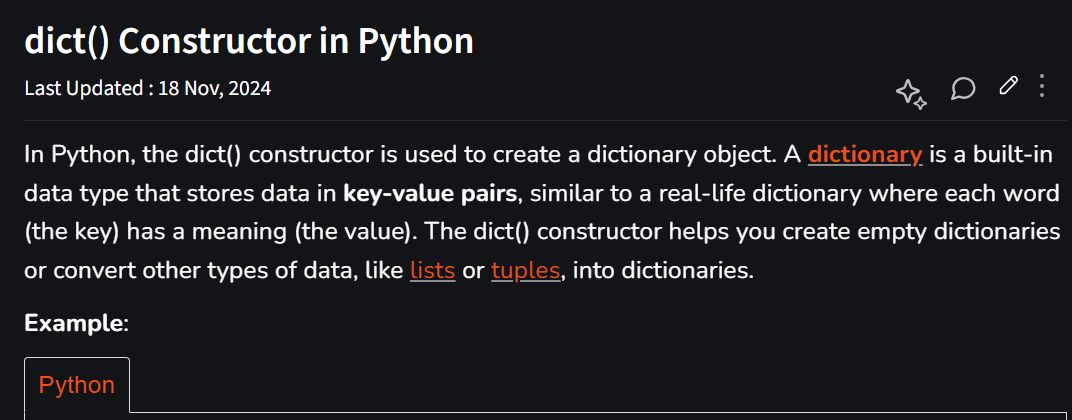 dict() Constructor in Python
Last Updated : 18 Nov, 2024
In Python, the dict() constructor is used to create a dictionary object. A dictionary is a built-in
data type that stores data in key-value pairs, similar to a real-life dictionary where each word
(the key) has a meaning (the value). The dict() constructor helps you create empty dictionaries
or convert other types of data, like lists or tuples, into dictionaries.
Example:
Python